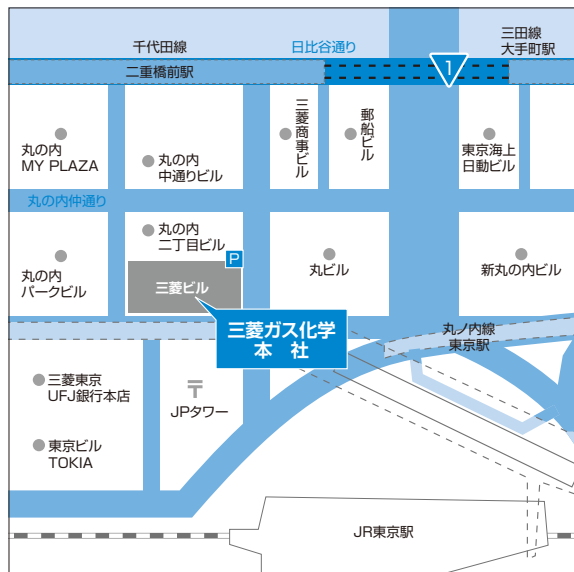 千代田線
日比谷通り
三田線
大手町駅
二重橋前駅
1
丸の内
MY PLAZA
丸の内
中通りビル
三菱商事ビル
郵船ビル
東京海上
日動ビル
丸の内仲通り
丸の内
パークビル
丸の内
二丁目ビル
P
三菱ビル
丸ビル
新丸の内ビル
三菱ガス化学
本 社
丸ノ内線
東京駅
三菱東京
UFJ銀行本店
〒
JPタワー
東京ビル
TOKIA
JR東京駅